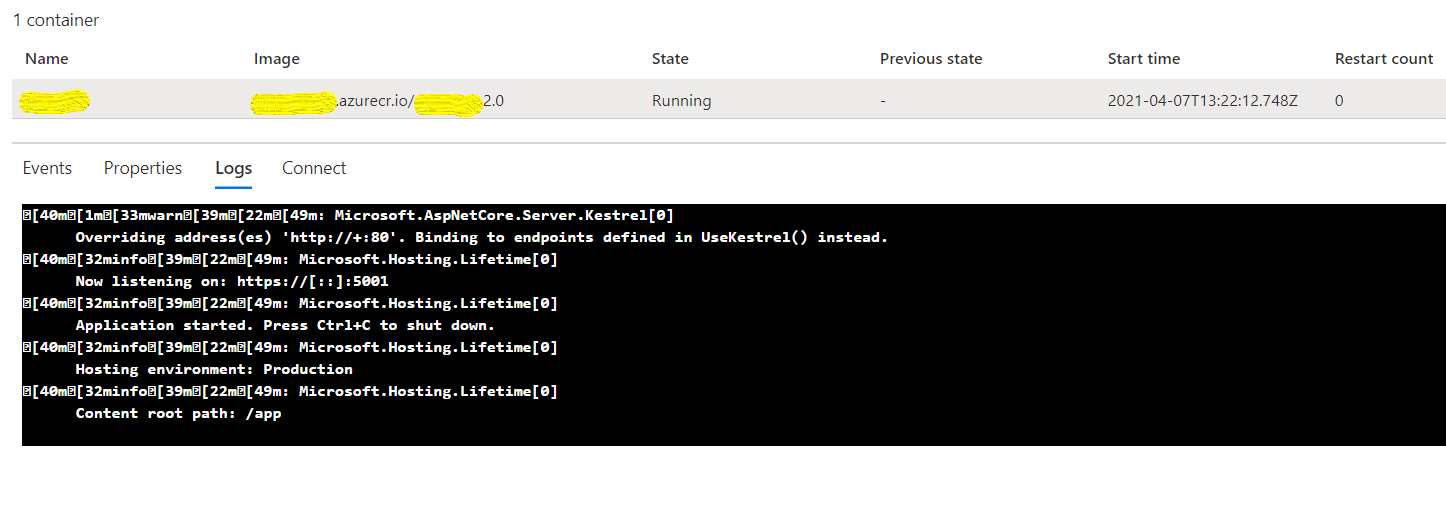 1 container
Name Image State Previous state Start time Restart count
.azurecr.io/ 2.0 Running - 2021-04-07T13:22:12.748Z 0
Events Properties Logs Connect
[40m[1m[33mwarn[39m[22m[49m: Microsoft.AspNetCore.Server.Kestrel[0]
Overriding address(es) 'http://+:80'. Binding to endpoints defined in UseKestrel() instead.
[40m[32minfo[39m[22m[49m: Microsoft.Hosting.Lifetime[0]
Now listening on: https://[::]:5001
[40m[32minfo[39m[22m[49m: Microsoft.Hosting.Lifetime[0]
Application started. Press Ctrl+C to shut down.
[40m[32minfo[39m[22m[49m: Microsoft.Hosting.Lifetime[0]
Hosting environment: Production
[40m[32minfo[39m[22m[49m: Microsoft.Hosting.Lifetime[0]
Content root path: /app